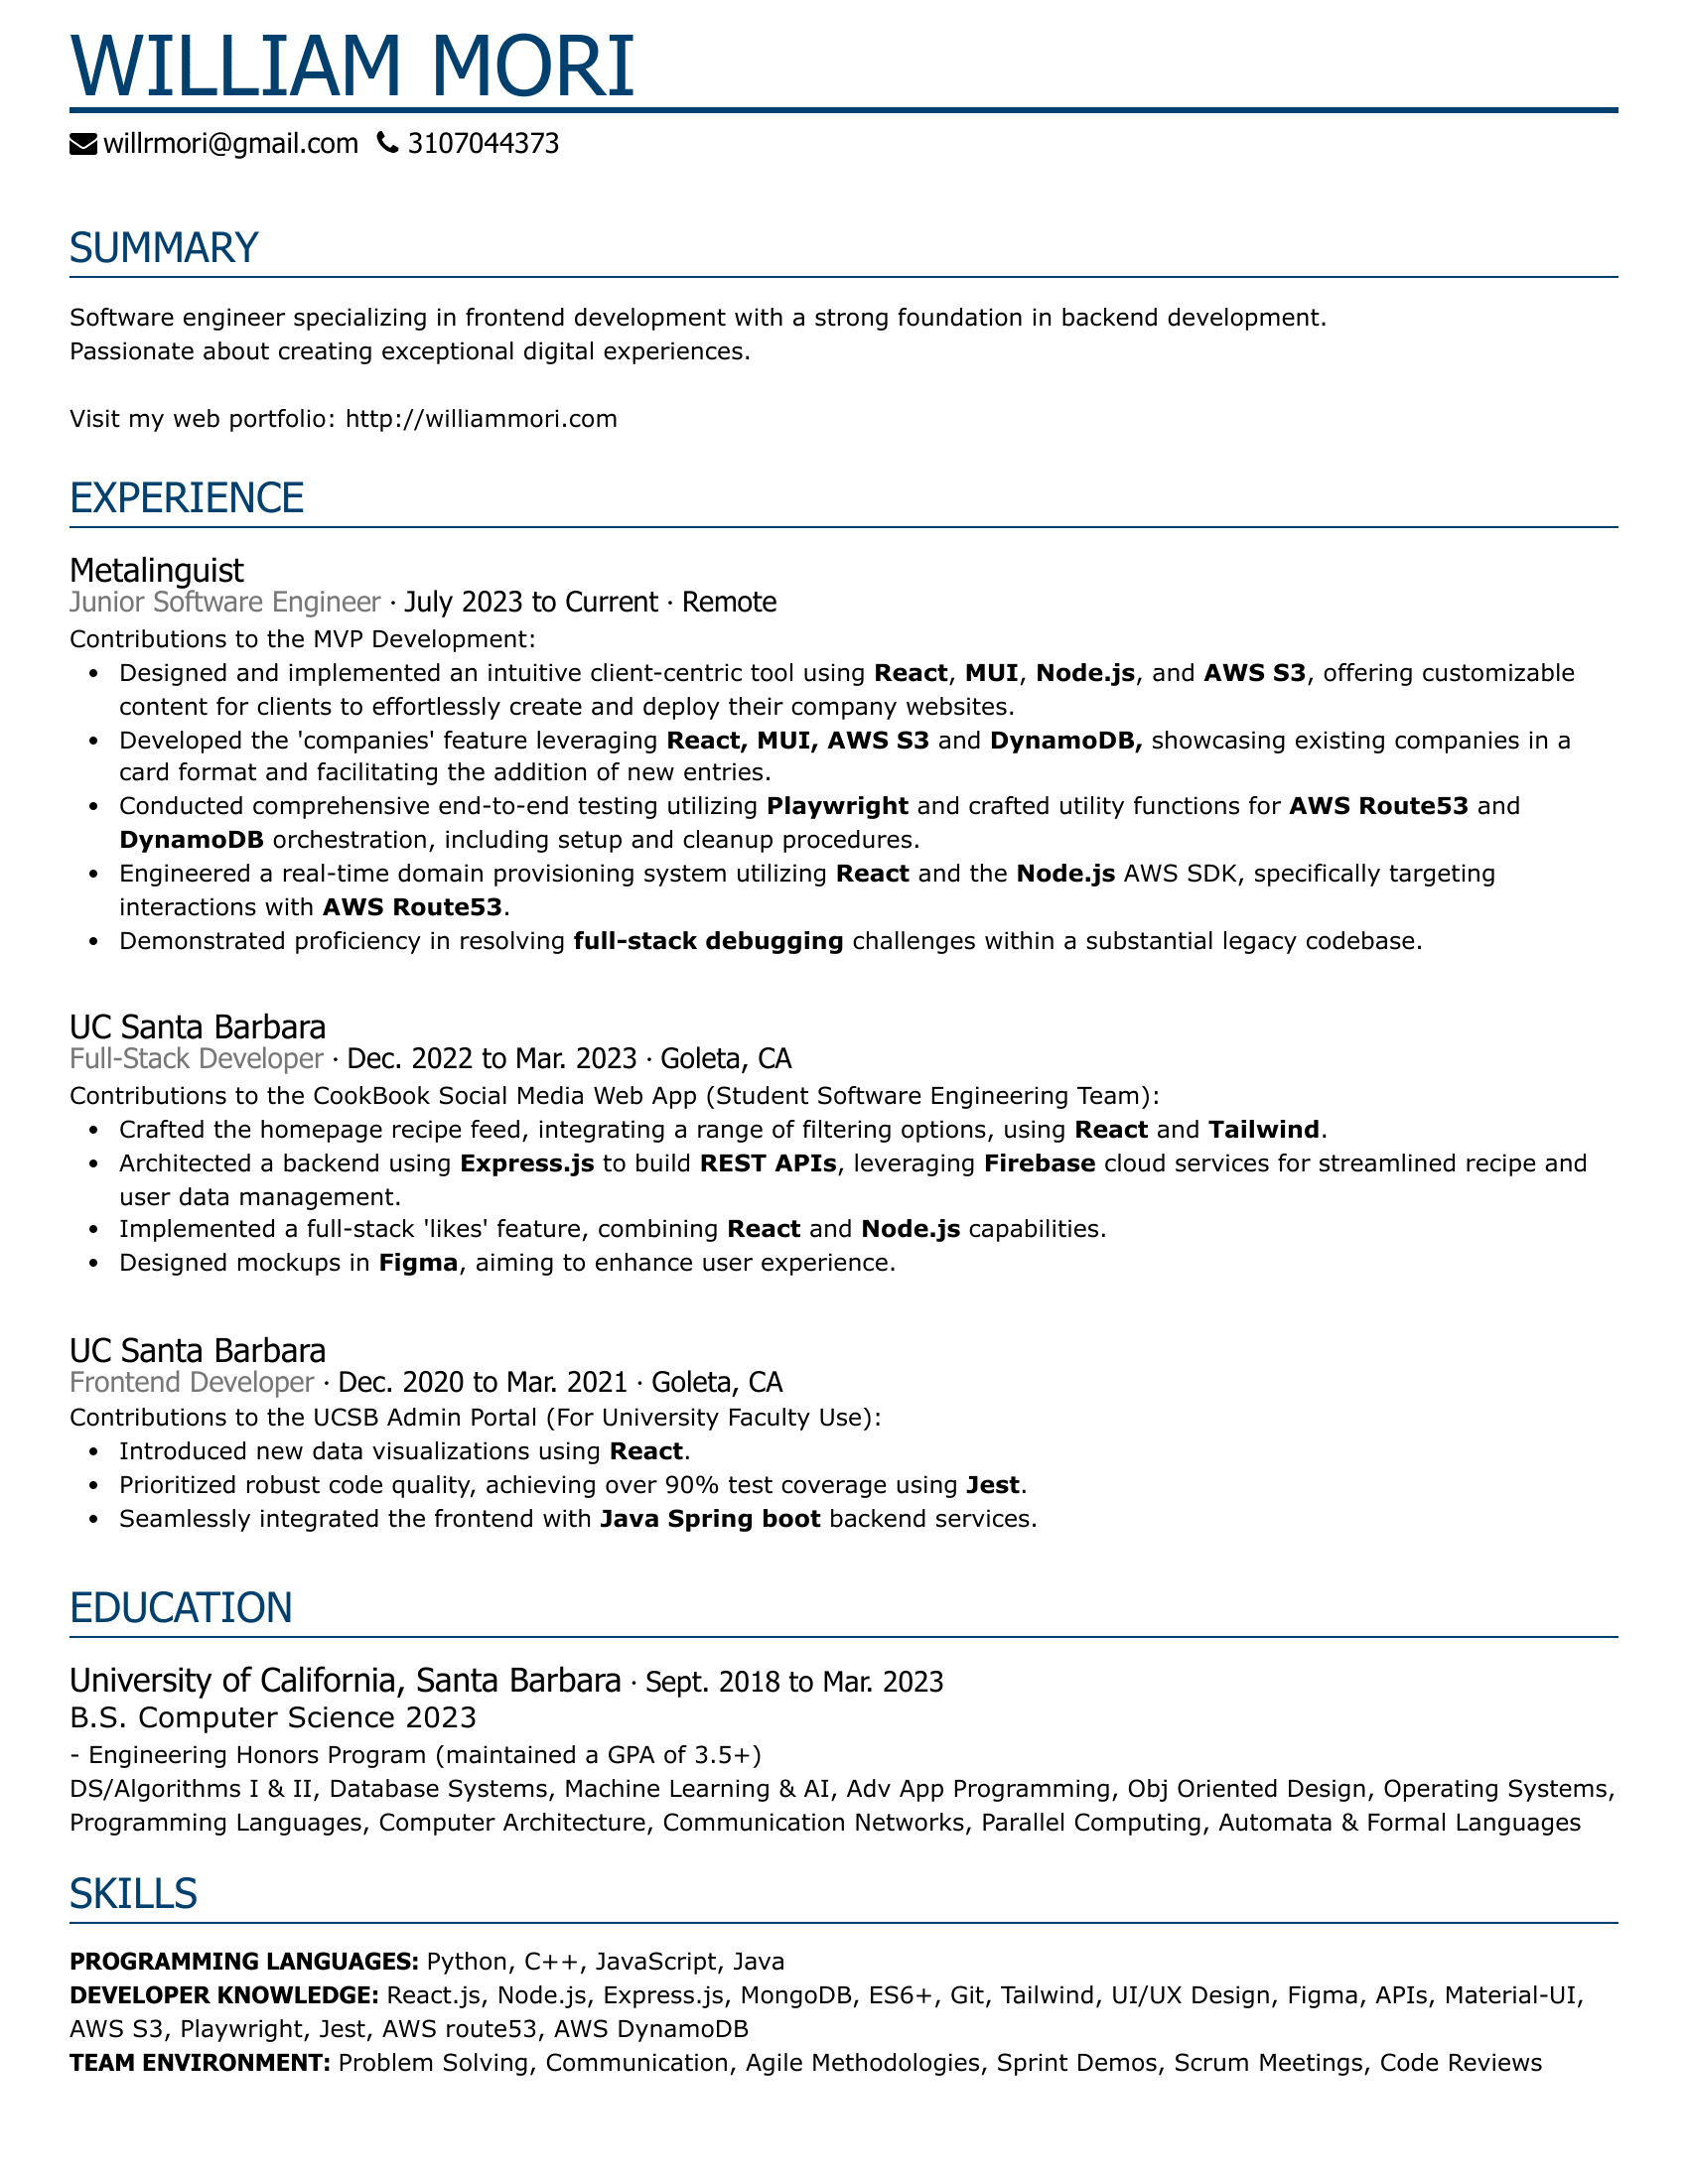 WILLIAM MORI
willrmori@gmail.com 3107044373
SUMMARY
Software engineer specializing in frontend development with a strong foundation in backend development.
Passionate about creating exceptional digital experiences.
Visit my web portfolio: http://williammori.com
EXPERIENCE
Metalinguist
Junior Software Engineer · July 2023 to Current · Remote
Contributions to the MVP Development:
• Designed and implemented an intuitive client-centric tool using React, MUI, Node.js, and AWS S3, offering customizable
content for clients to effortlessly create and deploy their company websites.
• Developed the 'companies' feature leveraging React, MUI, AWS S3 and DynamoDB, showcasing existing companies in a
card format and facilitating the addition of new entries.
• Conducted comprehensive end-to-end testing utilizing Playwright and crafted utility functions for AWS Route53 and
DynamoDB orchestration, including setup and cleanup procedures.
• Engineered a real-time domain provisioning system utilizing React and the Node.js AWS SDK, specifically targeting
interactions with AWS Route53.
• Demonstrated proficiency in resolving full-stack debugging challenges within a substantial legacy codebase.
UC Santa Barbara
Full-Stack Developer · Dec. 2022 to Mar. 2023 · Goleta, CA
Contributions to the CookBook Social Media Web App (Student Software Engineering Team):
• Crafted the homepage recipe feed, integrating a range of filtering options, using React and Tailwind.
• Architected a backend using Express.js to build REST APIs, leveraging Firebase cloud services for streamlined recipe and
user data management.
• Implemented a full-stack 'likes' feature, combining React and Node.js capabilities.
• Designed mockups in Figma, aiming to enhance user experience.
UC Santa Barbara
Frontend Developer · Dec. 2020 to Mar. 2021 · Goleta, CA
Contributions to the UCSB Admin Portal (For University Faculty Use):
• Introduced new data visualizations using React.
• Prioritized robust code quality, achieving over 90% test coverage using Jest.
• Seamlessly integrated the frontend with Java Spring boot backend services.
EDUCATION
University of California, Santa Barbara · Sept. 2018 to Mar. 2023
B.S. Computer Science 2023
- Engineering Honors Program (maintained a GPA of 3.5+)
DS/Algorithms I & II, Database Systems, Machine Learning & AI, Adv App Programming, Obj Oriented Design, Operating Systems,
Programming Languages, Computer Architecture, Communication Networks, Parallel Computing, Automata & Formal Languages
SKILLS
PROGRAMMING LANGUAGES: Python, C++, JavaScript, Java
DEVELOPER KNOWLEDGE: React.js, Node.js, Express.js, MongoDB, ES6+, Git, Tailwind, UI/UX Design, Figma, APIs, Material-UI,
AWS S3, Playwright, Jest, AWS route53, AWS DynamoDB
TEAM ENVIRONMENT: Problem Solving, Communication, Agile Methodologies, Sprint Demos, Scrum Meetings, Code Reviews